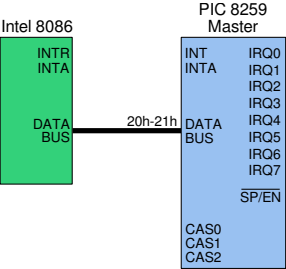 Intel 8086
PIC 8259
Master
INTR
INTA
DATA
BUS
20h-21h
INT
INTA
DATA
BUS
IRQ0
IRQ1
IRQ2
IRQ3
IRQ4
IRQ5
IRQ6
IRQ7
SP/EN
CAS0
CAS1
CAS2